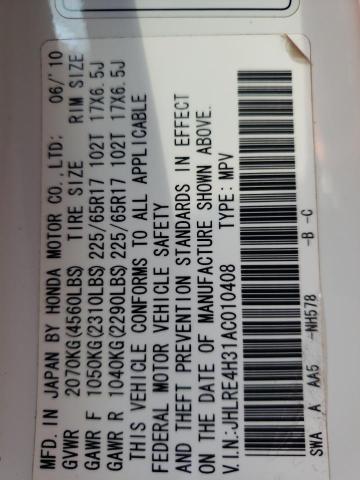 MFD. IN JAPAN BY HONDA MOTOR CO.,LTD; 06/'10
GVWR 2070KG(4560LBS) TIRE SIZE RIM SIZE
GAWR F 1050KG(2310LBS) 225/65R17 102T 17X6.5J
GAWR R 1040KG(2290LBS) 225/65R17 102T 17X6.5J
THIS VEHICLE CONFORMS TO ALL APPLICABLE
FEDERAL MOTOR VEHICLE SAFETY
AND THEFT PREVENTION STANDARDS IN EFFECT
ON THE DATE OF MANUFACTURE SHOWN ABOVE.
V.I.N.:JHLRE4H31AC010408 TYPE: MPV
SWA A AA5 -NH578 -B -C